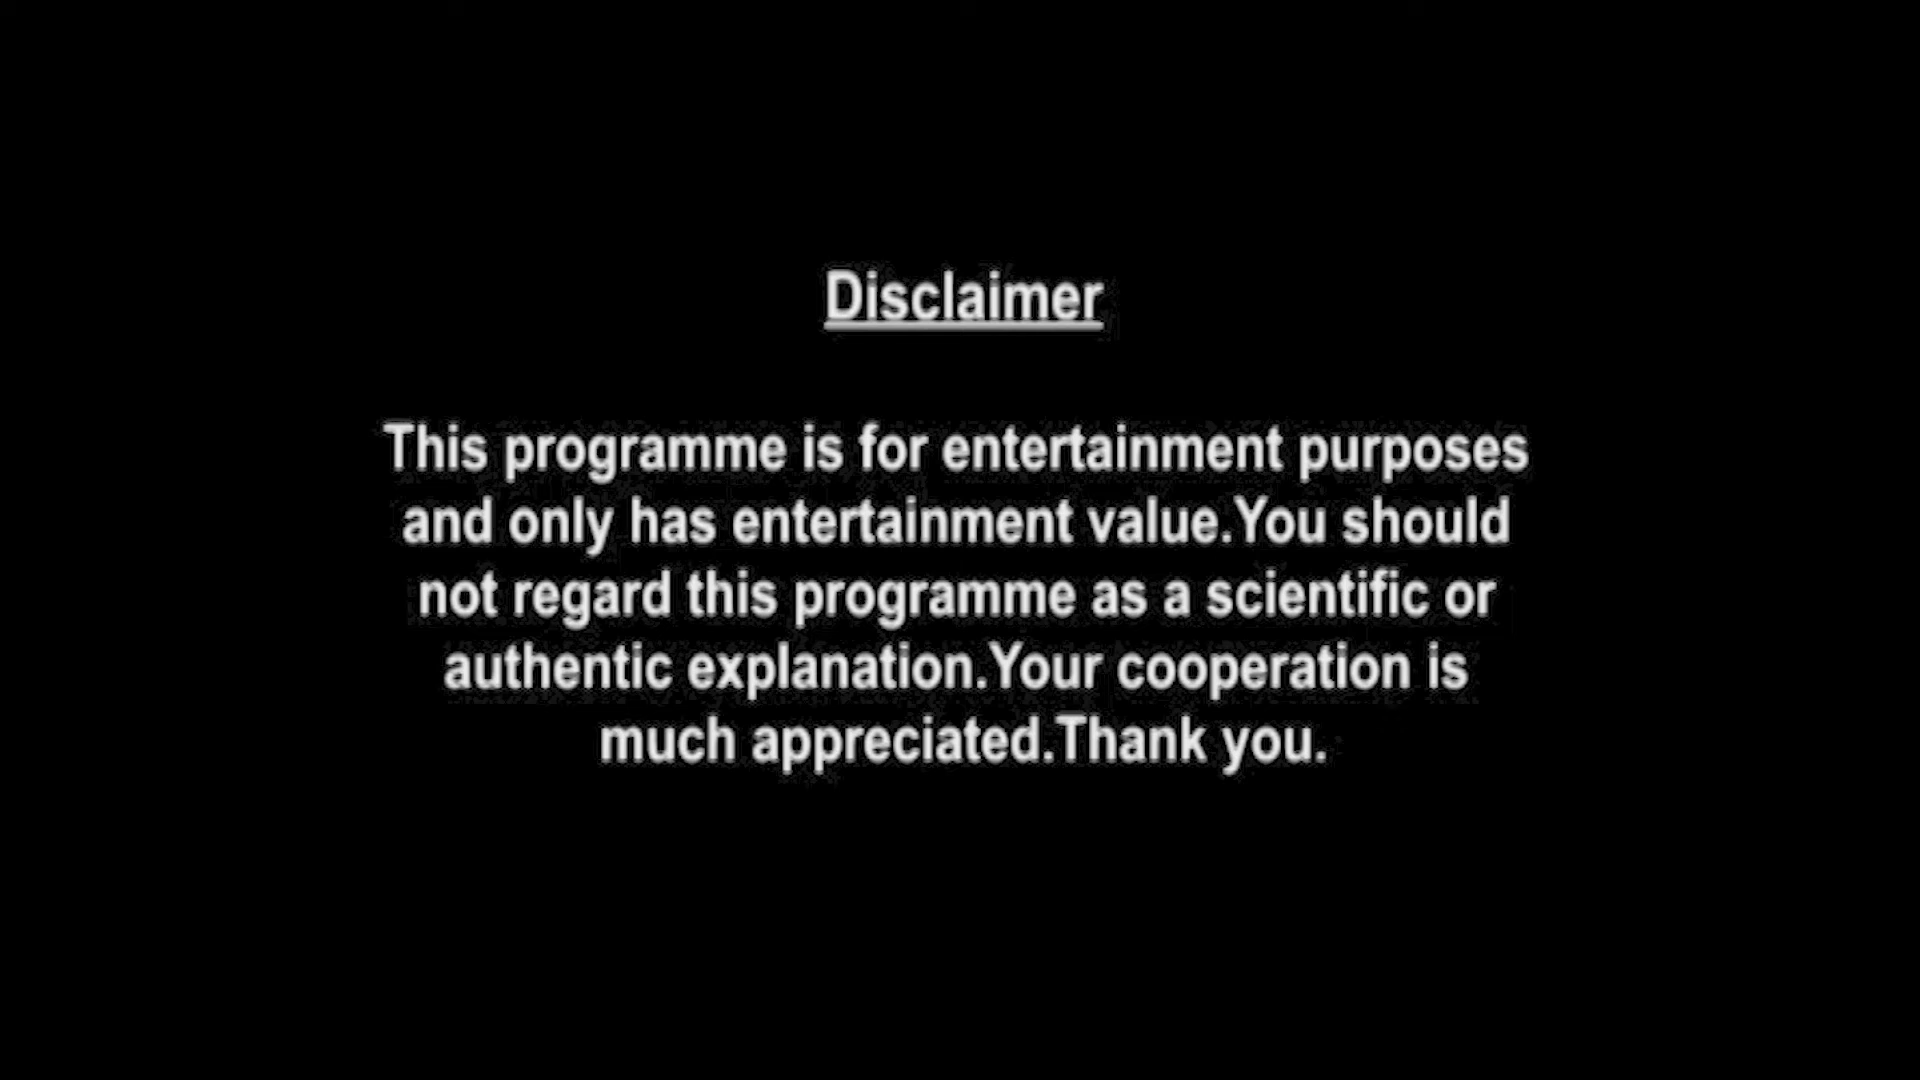 Disclaimer
This programme is for entertainment purposes
and only has entertainment value.You should
not regard this programme as a scientific or
authentic explanation.Your cooperation is
much appreciated.Thank you.